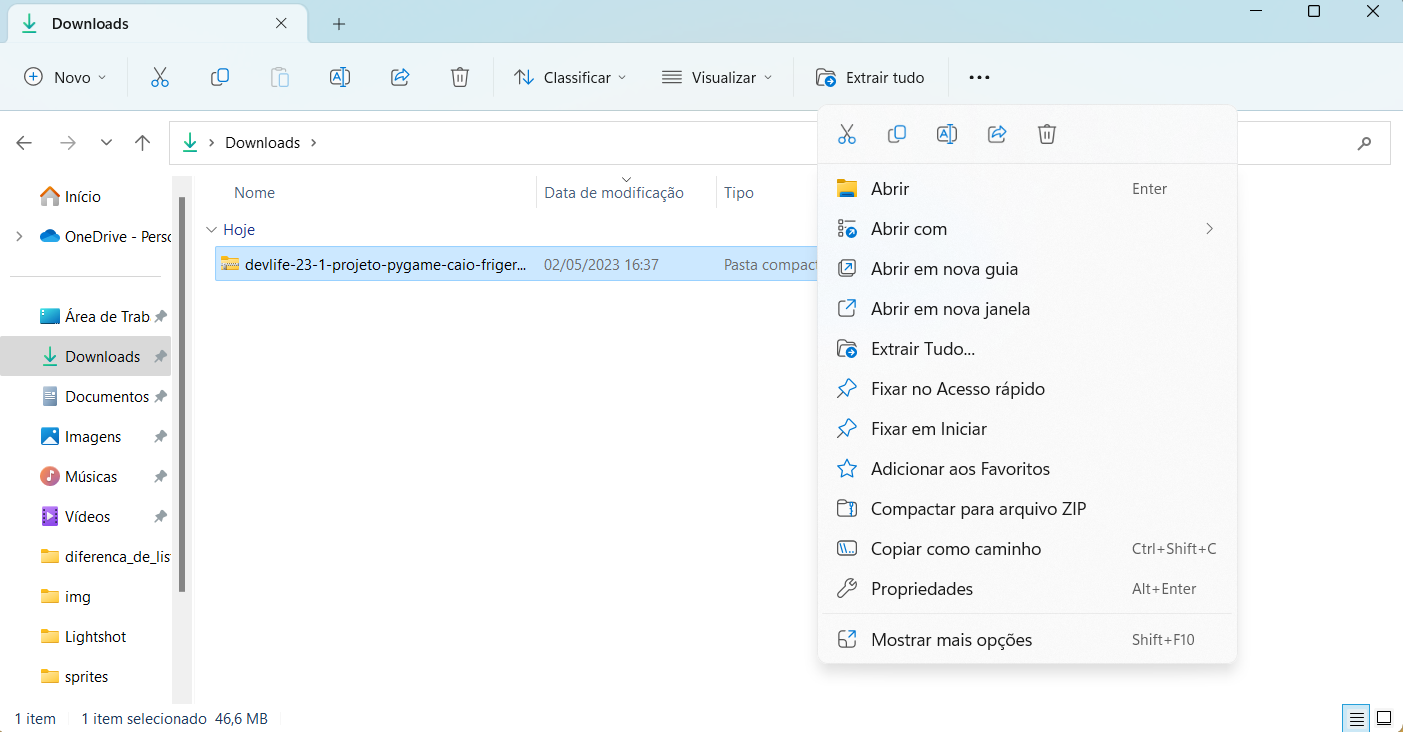 Downloads
Novo
Classificar
Visualizar
Extrair tudo
Downloads
Início
OneDrive - Perso
Área de Trab
Downloads
Documentos
Imagens
Músicas
Vídeos
diferenca_de_lis
img
Lightshot
sprites
Nome Data de modificação Tipo
Hoje
devlife-23-1-projeto-pygame-caio-friger... 02/05/2023 16:37 Pasta compact
Abrir Enter
Abrir com
Abrir em nova guia
Abrir em nova janela
Extrair Tudo...
Fixar no Acesso rápido
Fixar em Iniciar
Adicionar aos Favoritos
Compactar para arquivo ZIP
Copiar como caminho Ctrl+Shift+C
Propriedades Alt+Enter
Mostrar mais opções Shift+F10
1 item 1 item selecionado 46,6 MB